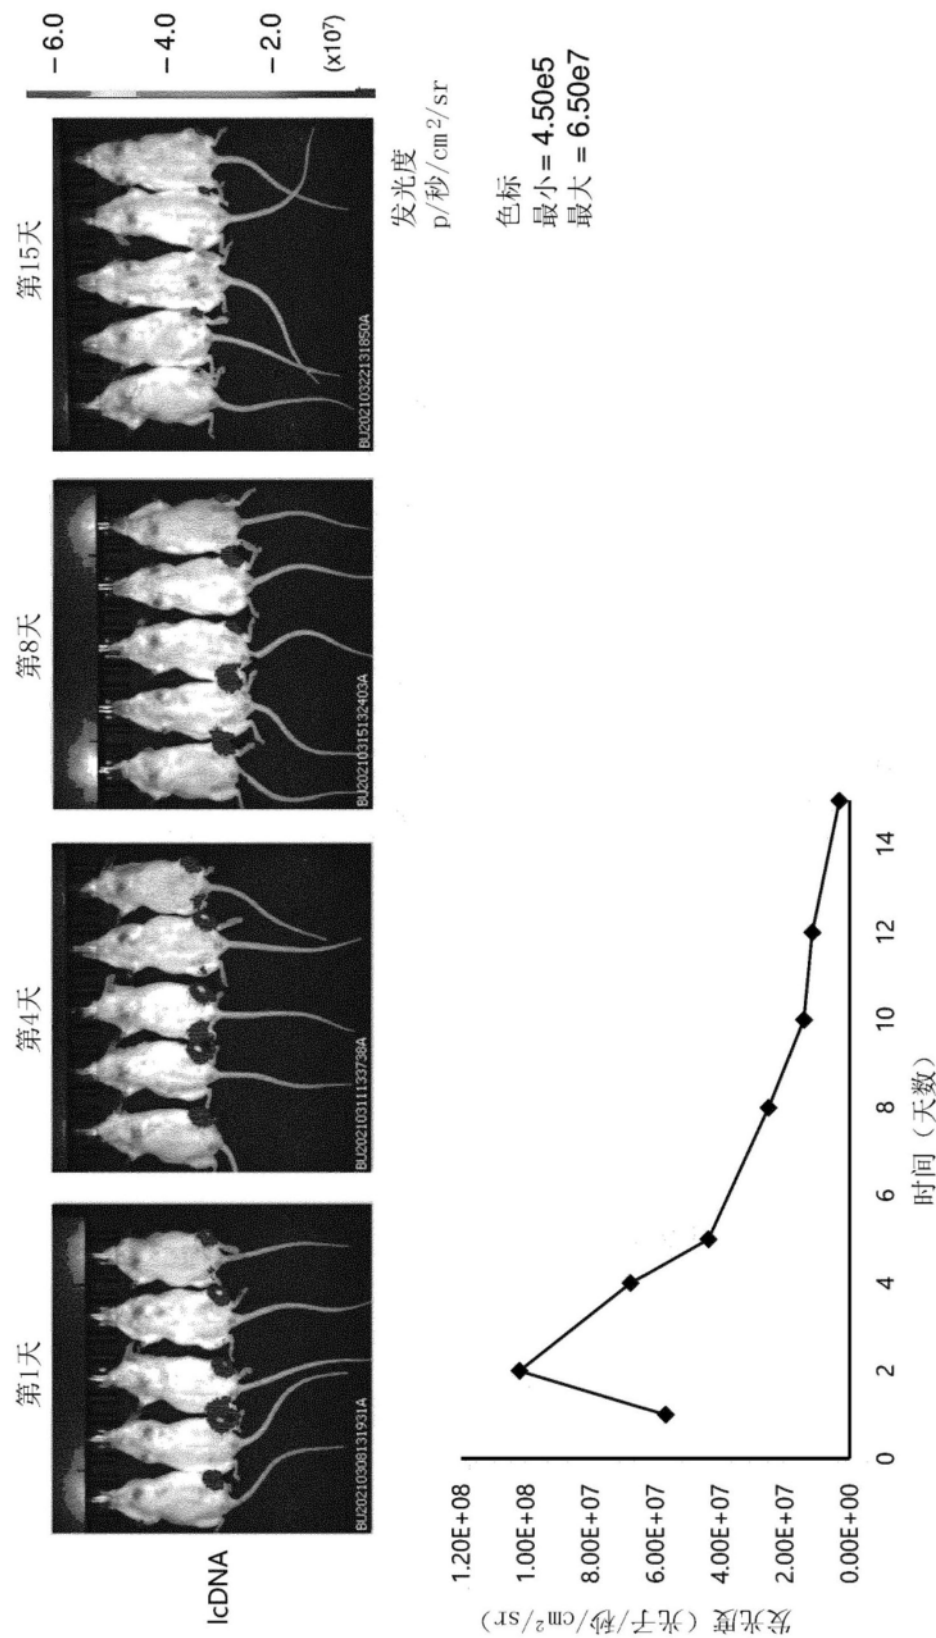 第1天
第4天
第8天
第15天
lcDNA
BU20210308131931A
BU20210311133738A
BU20210315132403A
BU20210322131850A
6.0
4.0
2.0
(x10⁷)
发光度
p/秒/cm²/sr
色标
最小 = 4.50e5
最大 = 6.50e7
发光度 (光子/秒/cm²/sr)
1.20E+08
1.00E+08
8.00E+07
6.00E+07
4.00E+07
2.00E+07
0.00E+00
0 2 4 6 8 10 12 14
时间（天数）